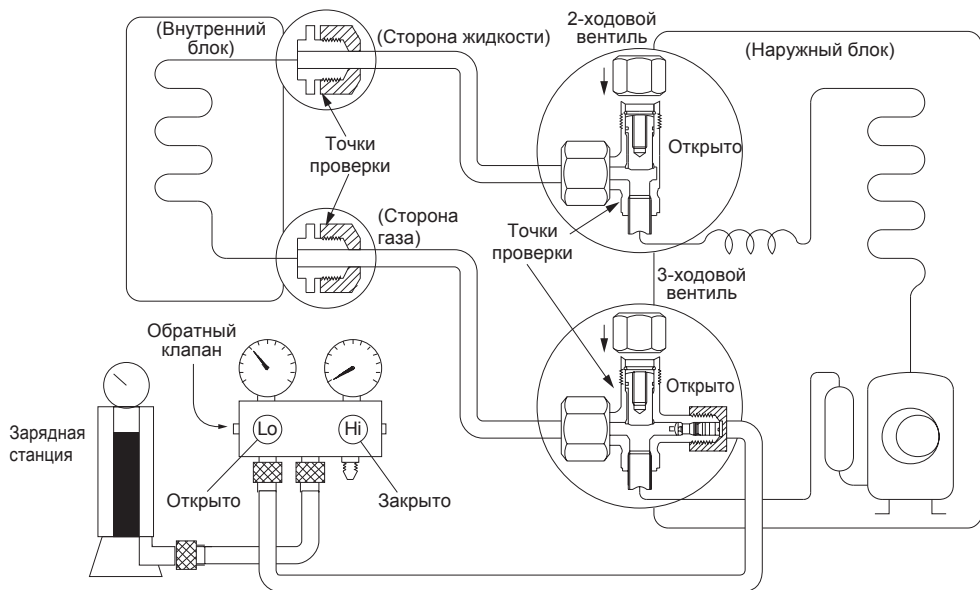 (Внутренний
блок)
(Сторона жидкости)
2-ходовой
вентиль
(Наружный блок)
Открыто
Точки
проверки
(Сторона
газа)
Точки
проверки
3-ходовой
вентиль
Обратный
клапан
Открыто
Lo
Hi
Зарядная
станция
Открыто
Закрыто